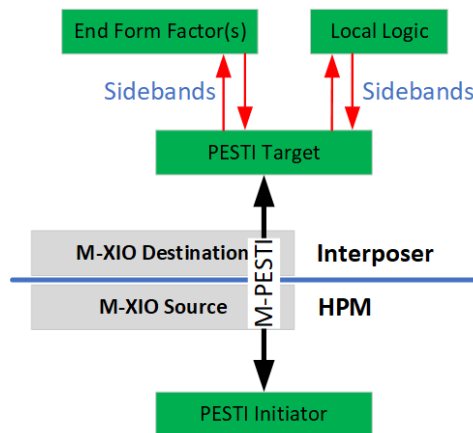 End Form Factor(s)
Local Logic
Sidebands
Sidebands
PESTI Target
M-XIO Destination
Interposer
M-PESTI
M-XIO Source
HPM
PESTI Initiator